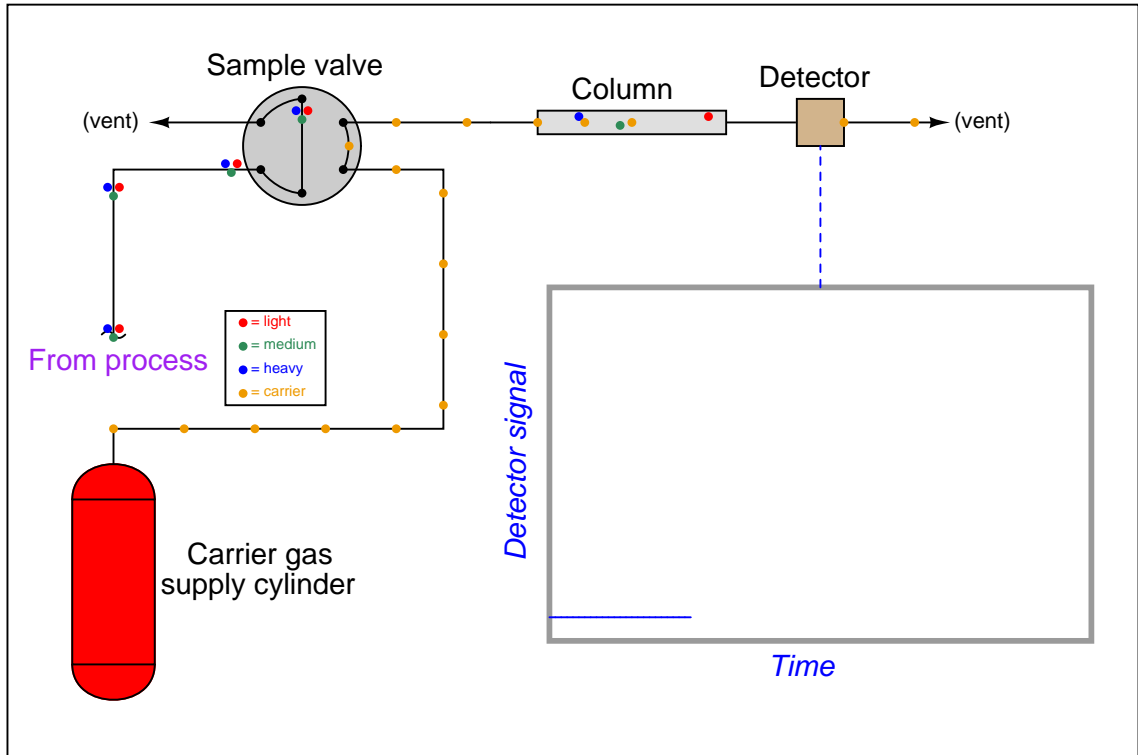 Sample valve
Column
Detector
(vent)
(vent)
= light
= medium
= heavy
= carrier
From process
Detector signal
Carrier gas
supply cylinder
Time